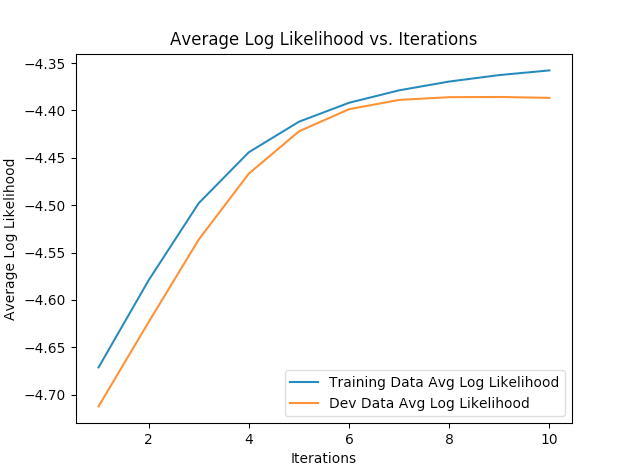 Average Log Likelihood vs. Iterations
Average Log Likelihood
−4.35
−4.40
−4.45
−4.50
−4.55
−4.60
−4.65
−4.70
Training Data Avg Log Likelihood
Dev Data Avg Log Likelihood
2 4 6 8 10
Iterations